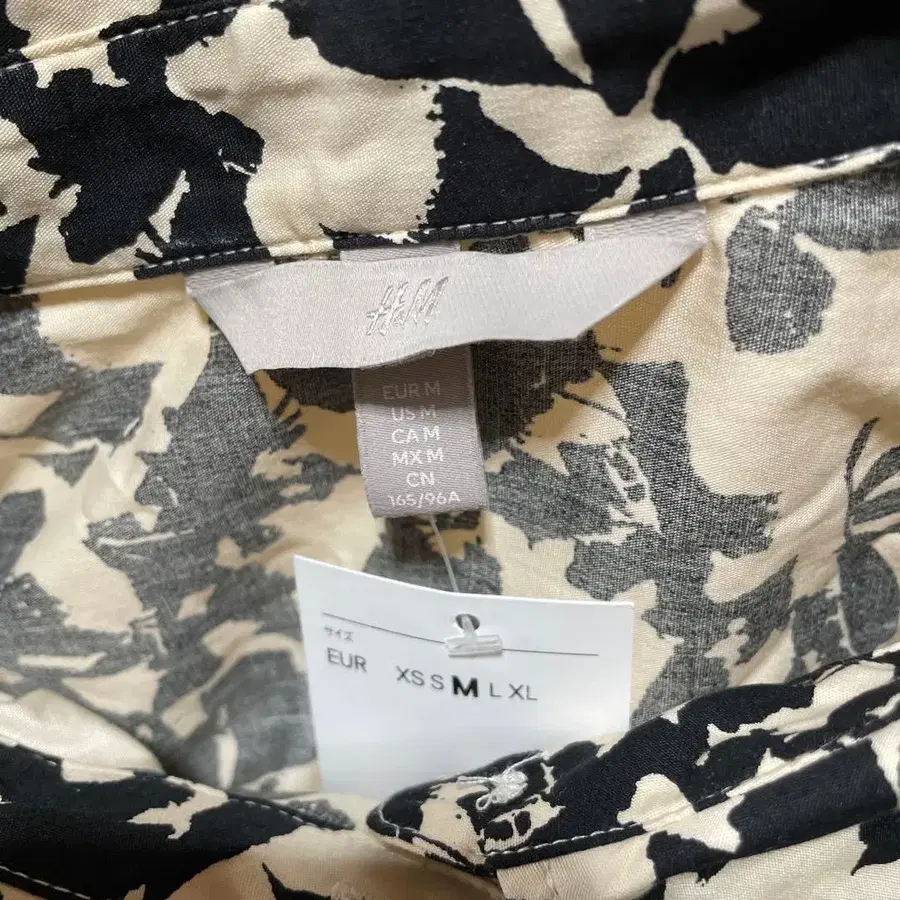 H&M
EUR M
US M
CA M
MX M
CN
165/96A
サイズ
EUR XS S M L XL